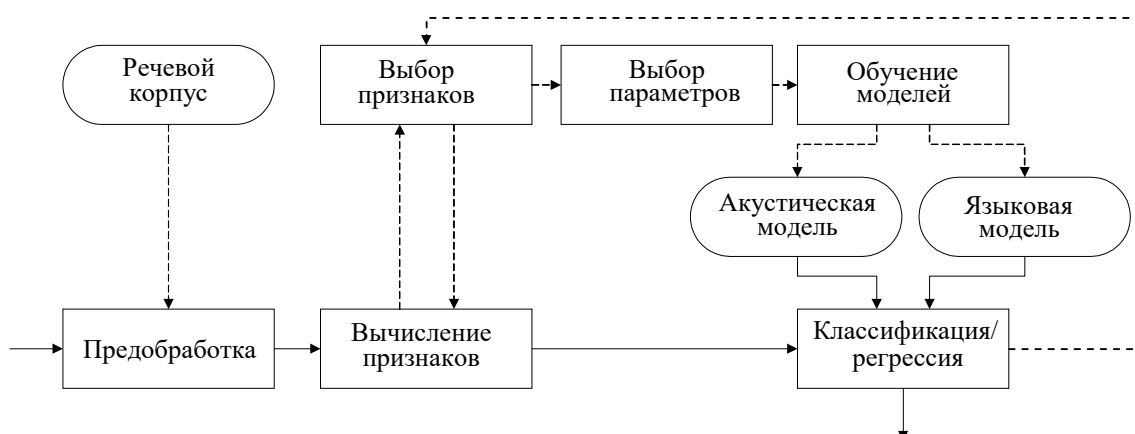 Речевой
корпус
Выбор
признаков
Выбор
параметров
Обучение
моделей
Акустическая
модель
Языковая
модель
Предобработка
Вычисление
признаков
Классификация/
регрессия